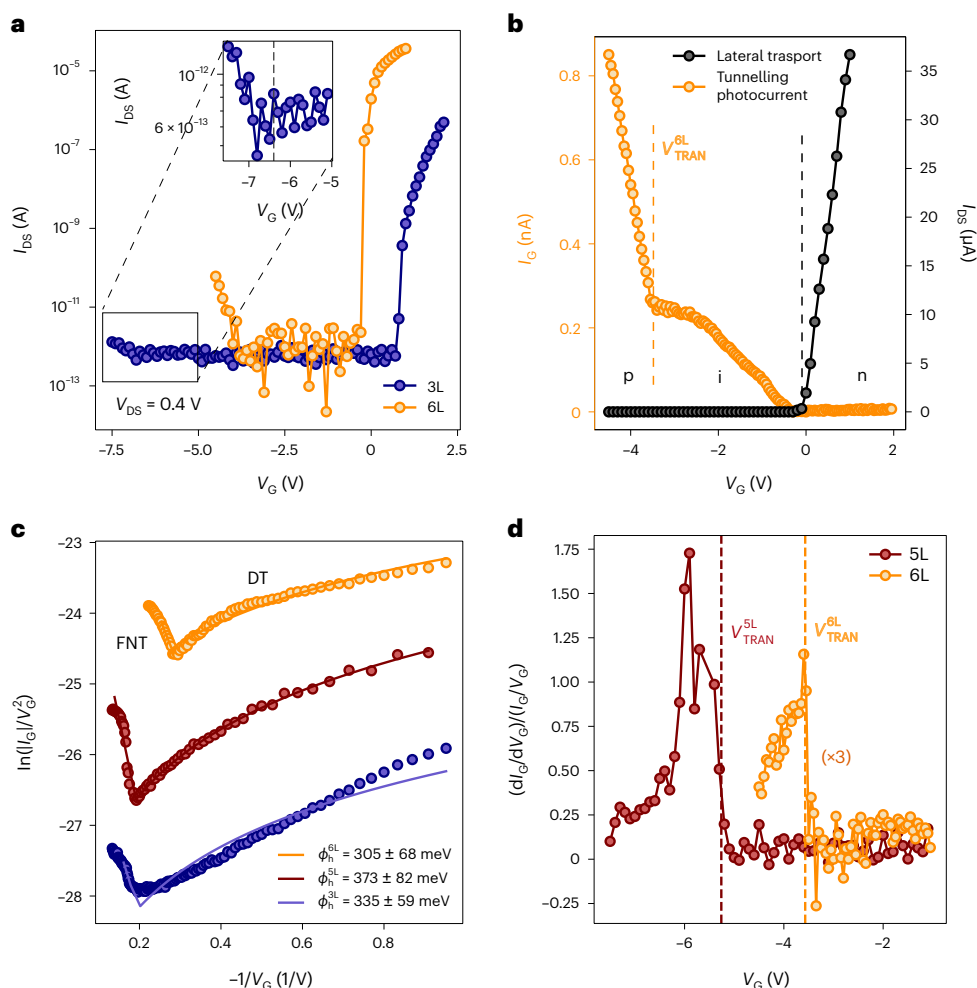 a
10⁻⁵
10⁻⁷
10⁻⁹
10⁻¹¹
10⁻¹³
I_DS (A)
I_DS (A)
10⁻¹²
6 × 10⁻¹³
−7
−6
−5
V_G (V)
V_DS = 0.4 V
3L
6L
−7.5
−5.0
−2.5
0
2.5
V_G (V)
b
Lateral trasport
Tunnelling
photocurrent
V_TRAN^6L
0.8
0.6
0.4
0.2
0
I_G (nA)
35
30
25
20
15
10
5
0
I_DS (µA)
p
i
n
−4
−2
0
2
V_G (V)
c
−23
−24
−25
−26
−27
−28
ln(|I_G|/V_G²)
FNT
DT
ϕ_h^6L = 305 ± 68 meV
ϕ_h^5L = 373 ± 82 meV
ϕ_h^3L = 335 ± 59 meV
0.2
0.4
0.6
0.8
−1/V_G (1/V)
d
1.75
1.50
1.25
1.00
0.75
0.50
0.25
0
−0.25
(dI_G/dV_G)/(I_G/V_G)
5L
6L
V_TRAN^5L
V_TRAN^6L
(×3)
−6
−4
−2
V_G (V)